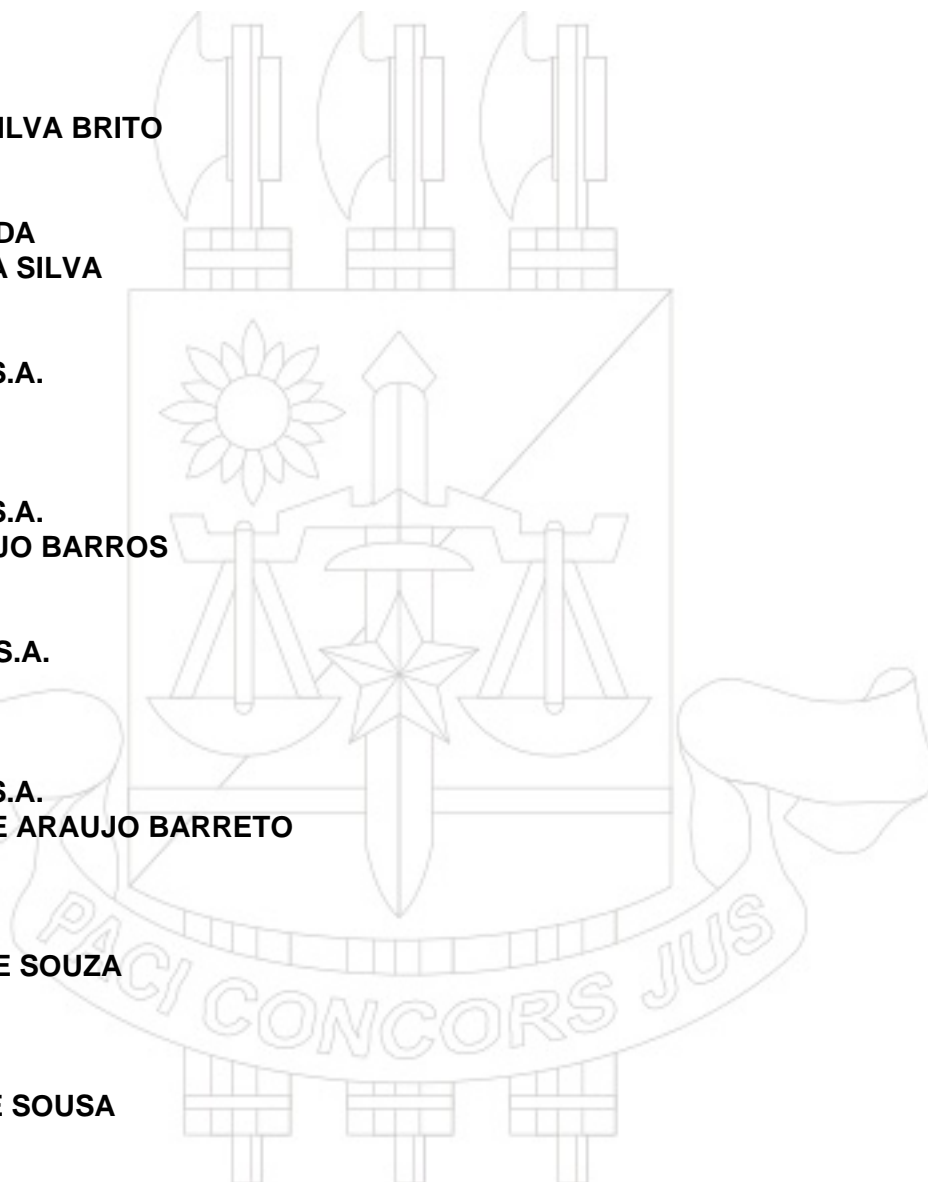 ILVA BRITO
DA
A SILVA
S.A.
S.A.
JO BARROS
S.A.
S.A.
E ARAUJO BARRETO
E SOUZA
E SOUSA
PACI CONCORS JUS